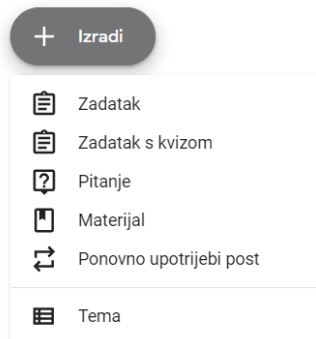 Izradi
Zadatak
Zadatak s kvizom
Pitanje
Materijal
Ponovno upotrijebi post
Tema